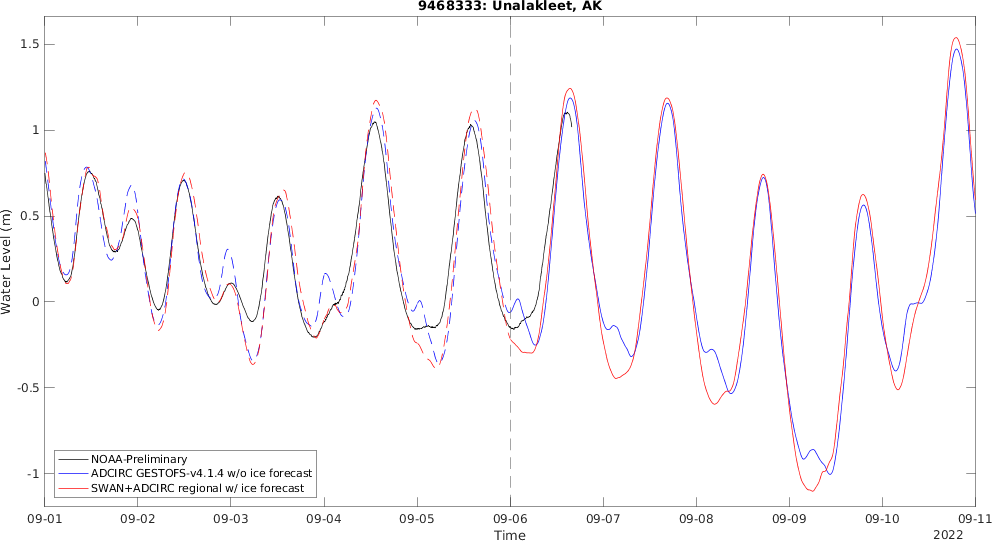 9468333: Unalakleet, AK
Water Level (m)
1.5
1
0.5
0
-0.5
-1
NOAA-Preliminary
ADCIRC GESTOFS-v4.1.4 w/o ice forecast
SWAN+ADCIRC regional w/ ice forecast
09-01 09-02 09-03 09-04 09-05 09-06 09-07 09-08 09-09 09-10 09-11
Time
2022